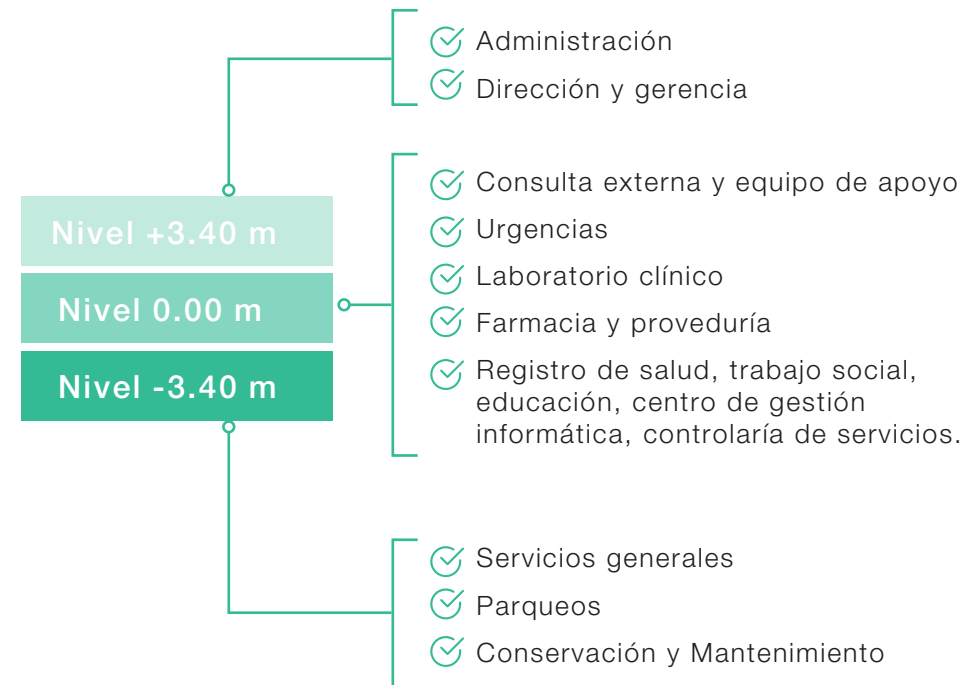 Administración
Dirección y gerencia
Nivel +3.40 m
Nivel 0.00 m
Nivel -3.40 m
Consulta externa y equipo de apoyo
Urgencias
Laboratorio clínico
Farmacia y proveduría
Registro de salud, trabajo social,
educación, centro de gestión
informática, controlaría de servicios.
Servicios generales
Parqueos
Conservación y Mantenimiento